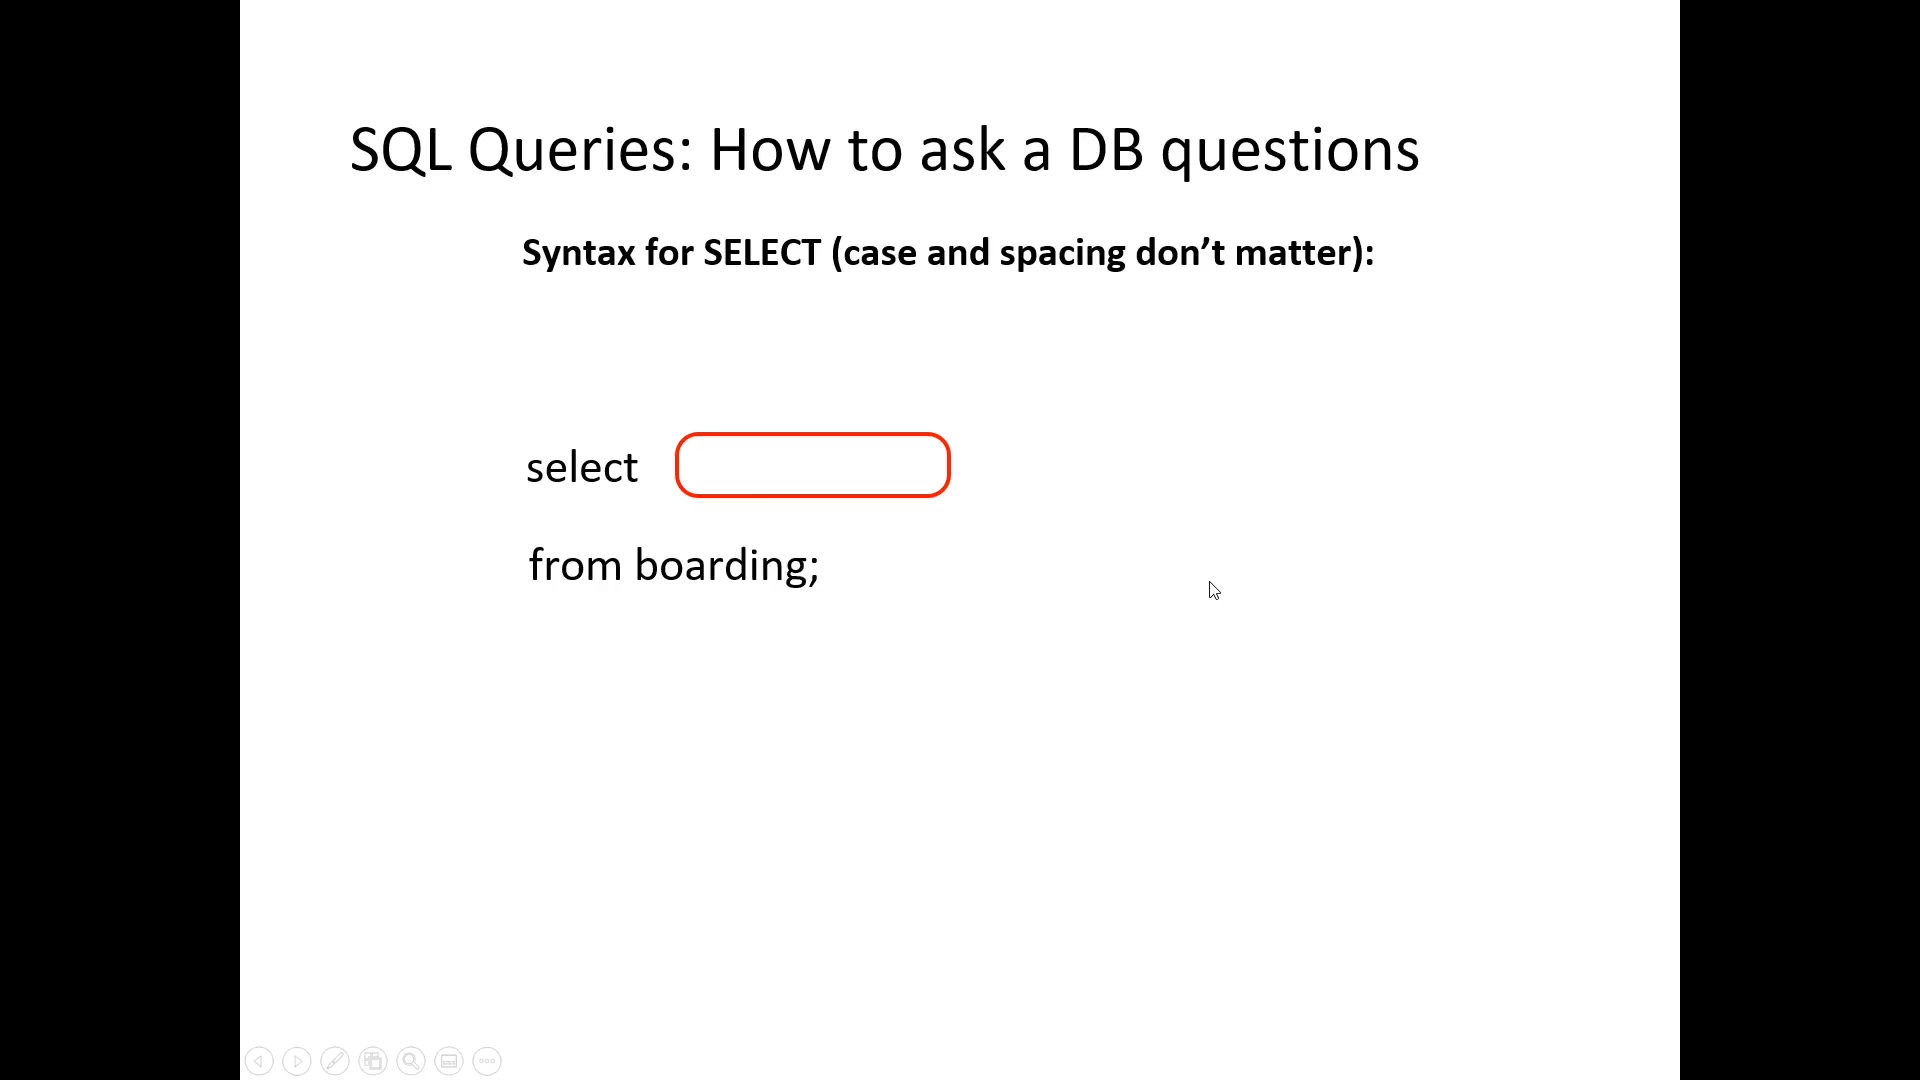 SQL Queries: How to ask a DB questions
Syntax for SELECT (case and spacing don’t matter):
select
from boarding;